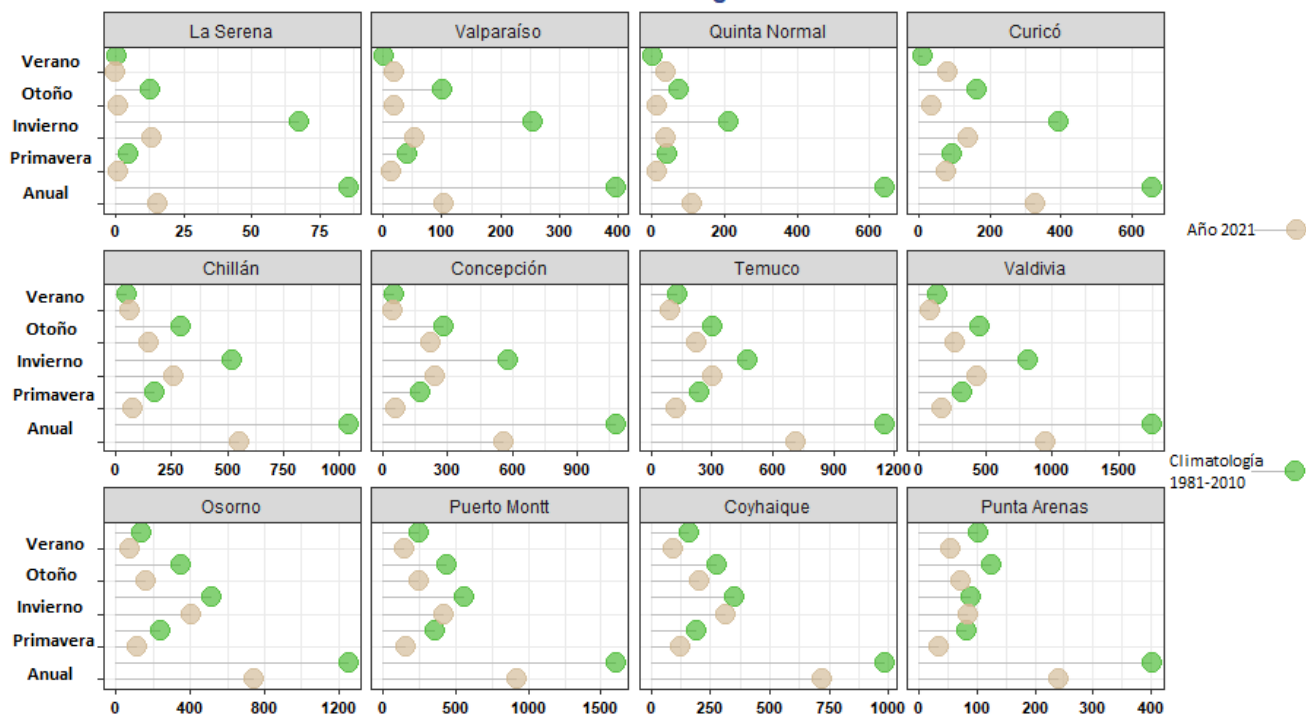 La Serena Valparaíso Quinta Normal Curicó
Verano
Otoño
Invierno
Primavera
Anual
0 25 50 75 0 100 200 300 400 0 200 400 600 0 200 400 600
Año 2021
Chillán Concepción Temuco Valdivia
Verano
Otoño
Invierno
Primavera
Anual
0 250 500 750 1000 0 300 600 900 0 300 600 900 1200 0 500 1000 1500
Climatología
1981-2010
Osorno Puerto Montt Coyhaique Punta Arenas
Verano
Otoño
Invierno
Primavera
Anual
0 400 800 1200 0 500 1000 1500 0 250 500 750 1000 0 100 200 300 400